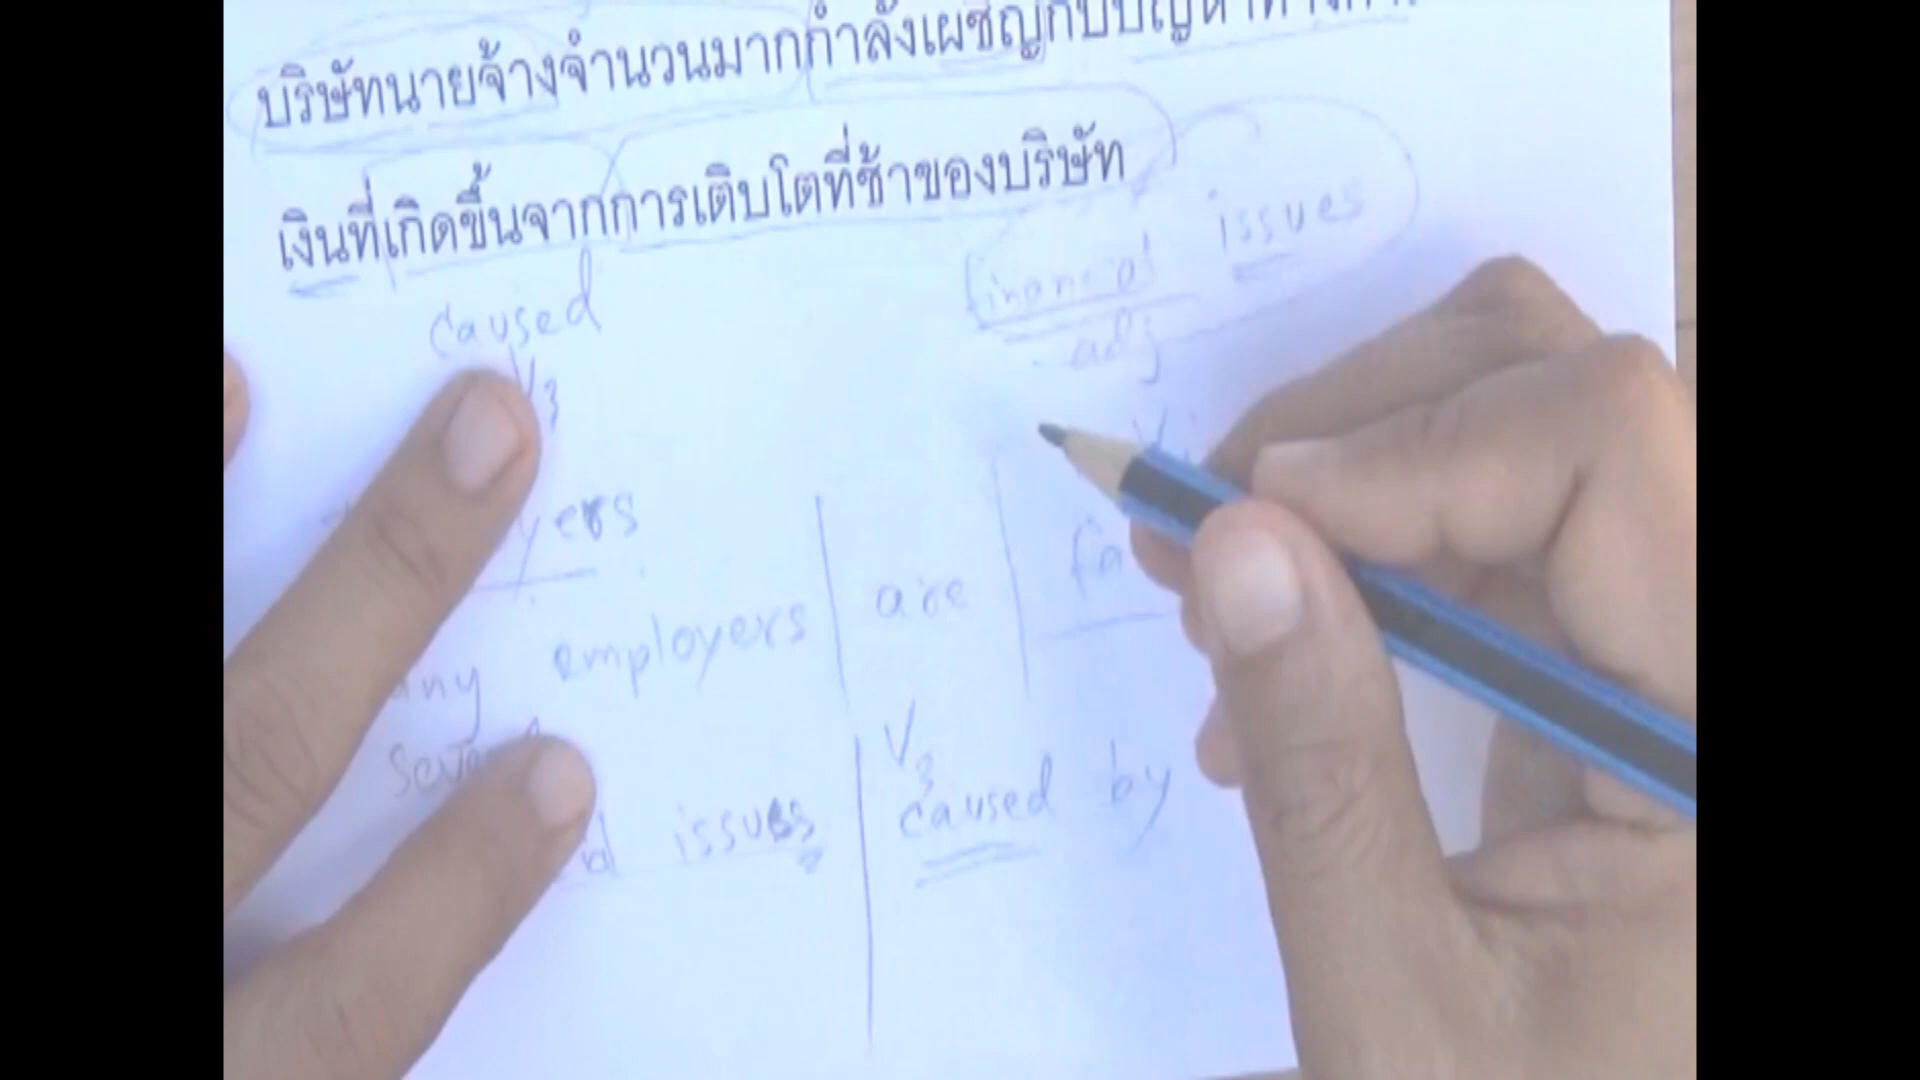 บริษัทนายจ้างจำนวนมากกำลังเผชิญกับปัญหาทางการ
เงินที่เกิดขึ้นจากการเติบโตที่ช้าของบริษัท
issues
financial
caused
adj
V3
yers
employers are fa
any
V3
caused by
issues